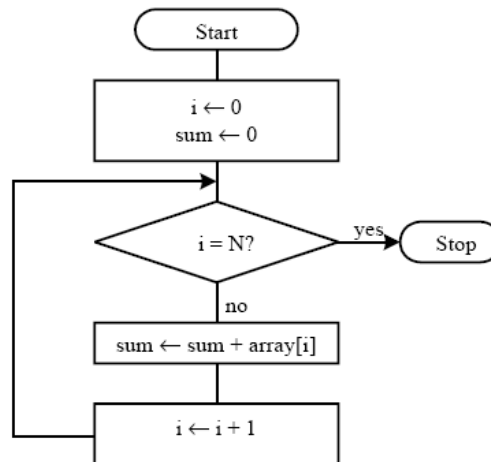 Start
i ← 0
sum ← 0
i = N?
yes
Stop
no
sum ← sum + array[i]
i ← i + 1